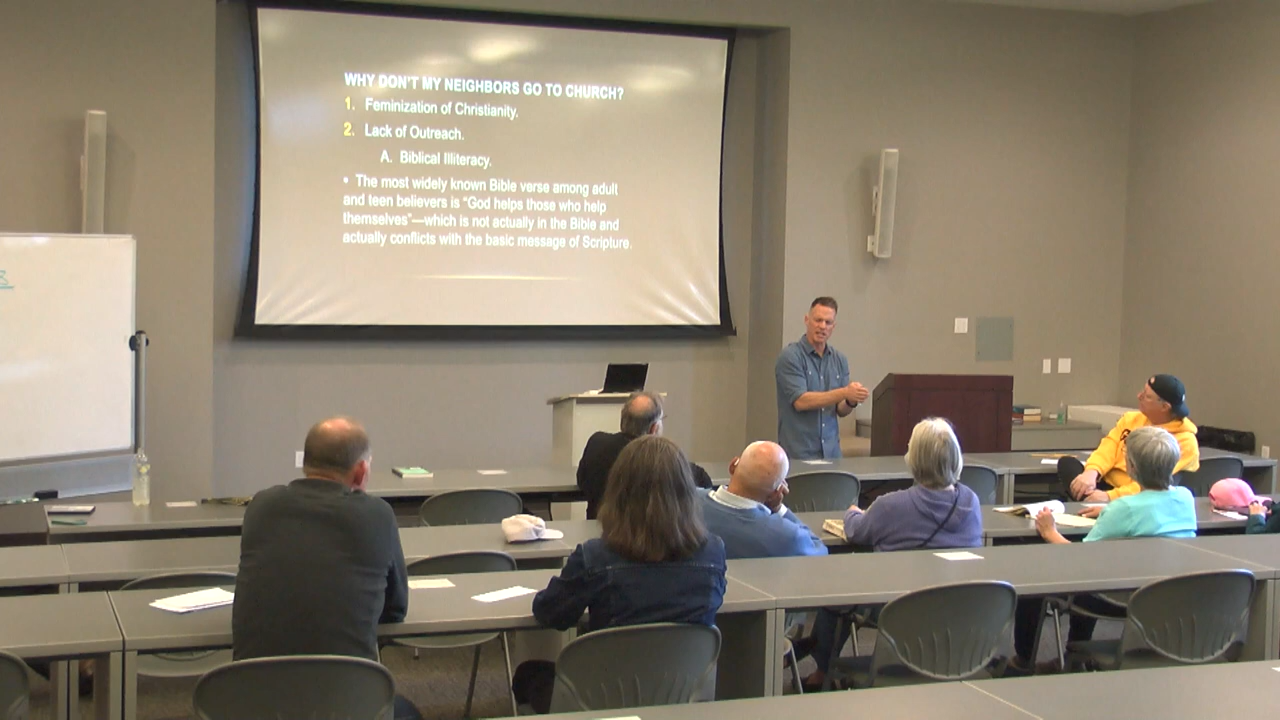 WHY DON'T MY NEIGHBORS GO TO CHURCH?
1. Feminization of Christianity.
2. Lack of Outreach.
A. Biblical Illiteracy.
• The most widely known Bible verse among adult
and teen believers is “God helps those who help
themselves”—which is not actually in the Bible and
actually conflicts with the basic message of Scripture.